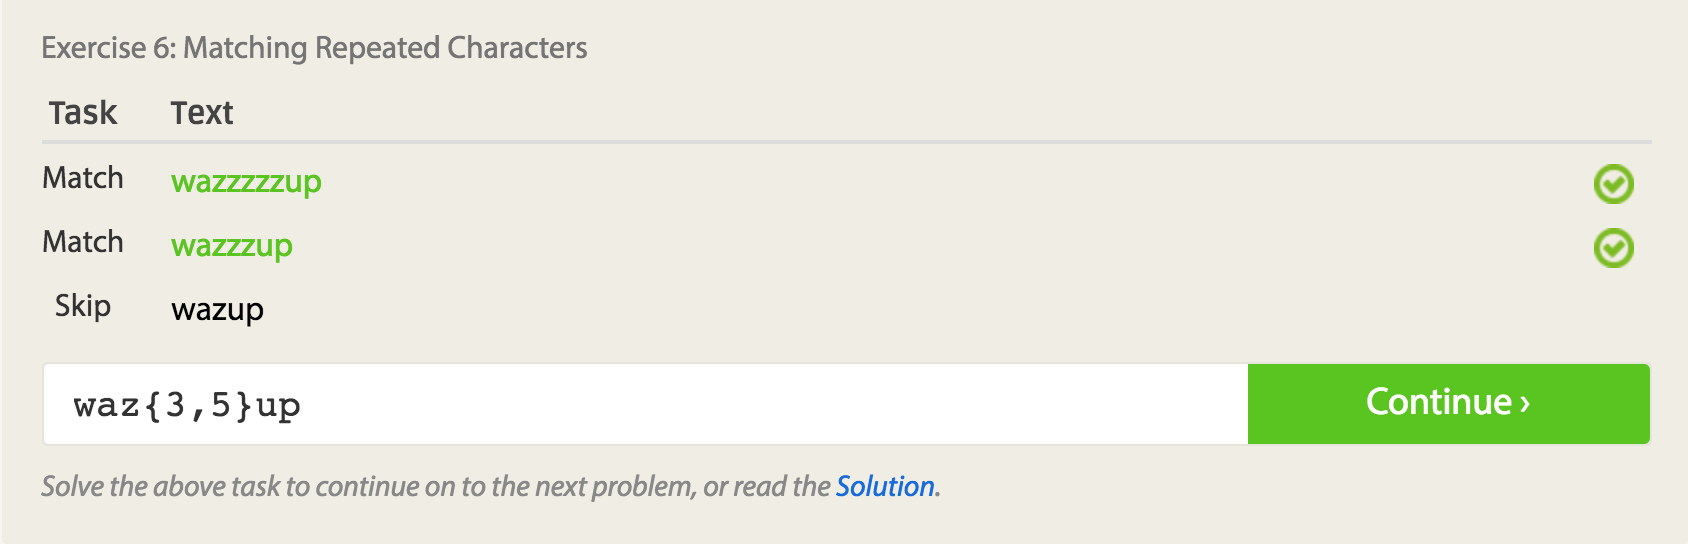 Exercise 6: Matching Repeated Characters
Task Text
Match wazzzzzup
Match wazzzup
Skip wazup
waz{3,5}up Continue ›
Solve the above task to continue on to the next problem, or read the Solution.